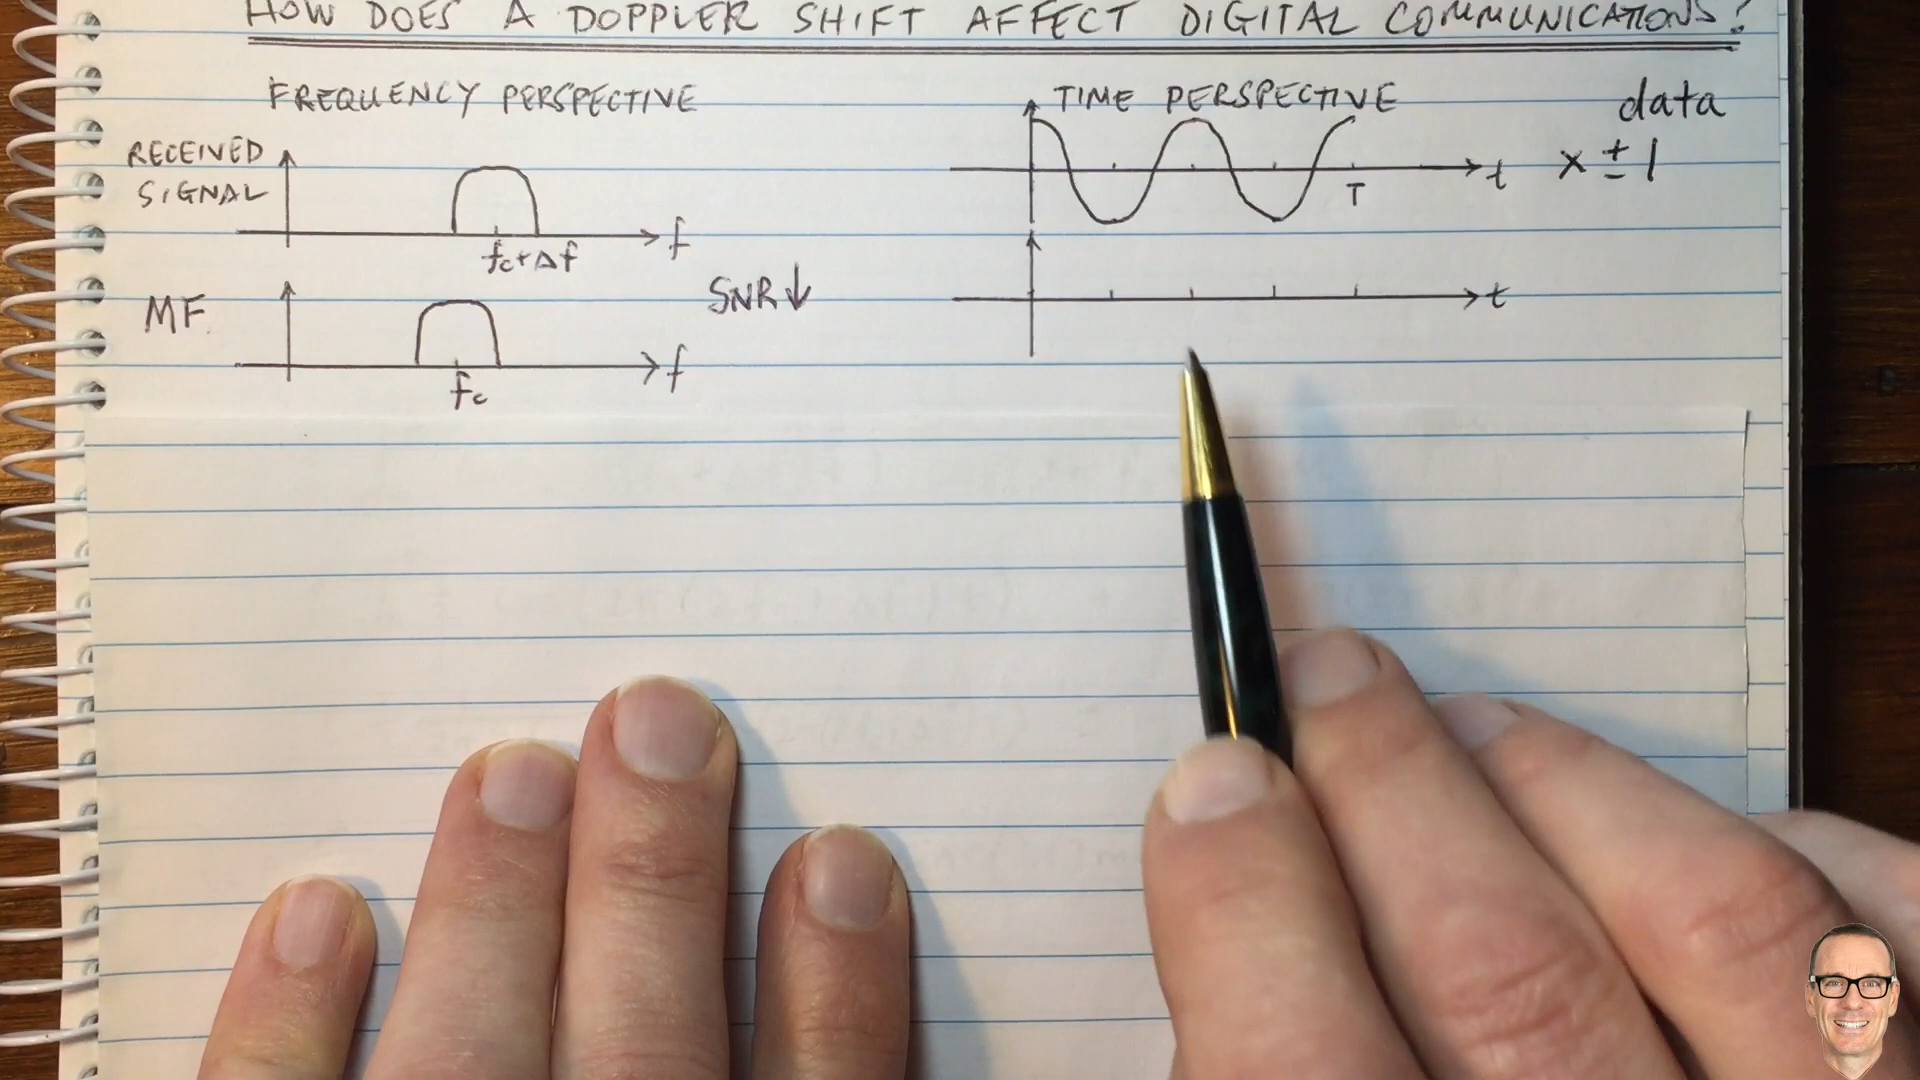 HOW DOES A DOPPLER SHIFT AFFECT DIGITAL COMMUNICATIONS?
FREQUENCY PERSPECTIVE
RECEIVED
SIGNAL
f
fc+Δf
MF
f
fc
SNR↓
TIME PERSPECTIVE
t
T
data
x ± 1
t